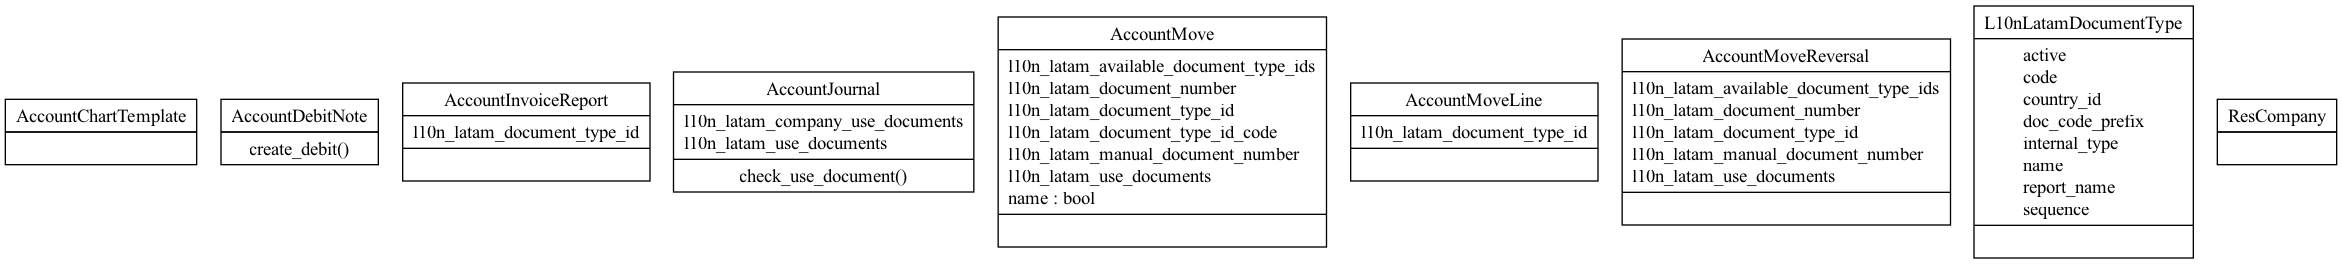 AccountChartTemplate
AccountDebitNote
create_debit()
AccountInvoiceReport
l10n_latam_document_type_id
AccountJournal
l10n_latam_company_use_documents
l10n_latam_use_documents
check_use_document()
AccountMove
l10n_latam_available_document_type_ids
l10n_latam_document_number
l10n_latam_document_type_id
l10n_latam_document_type_id_code
l10n_latam_manual_document_number
l10n_latam_use_documents
name : bool
AccountMoveLine
l10n_latam_document_type_id
AccountMoveReversal
l10n_latam_available_document_type_ids
l10n_latam_document_number
l10n_latam_document_type_id
l10n_latam_manual_document_number
l10n_latam_use_documents
L10nLatamDocumentType
active
code
country_id
doc_code_prefix
internal_type
name
report_name
sequence
ResCompany